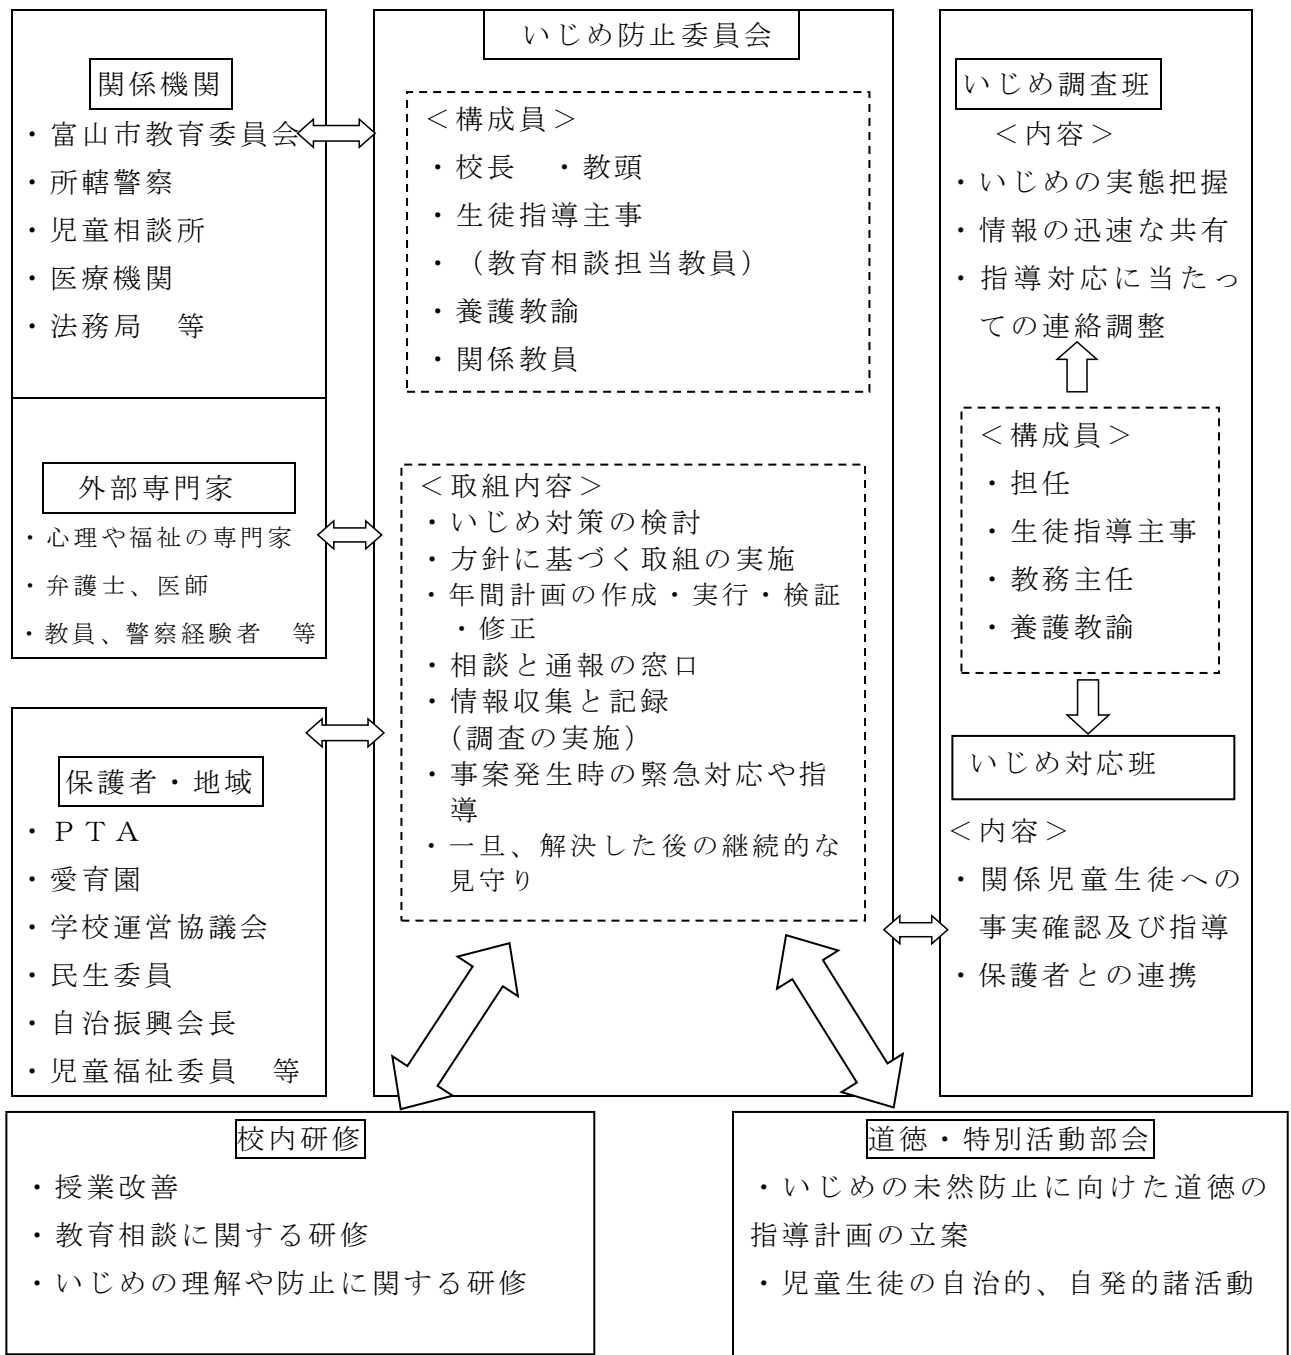 関係機関
・富山市教育委員会
・所轄警察
・児童相談所
・医療機関
・法務局　等
外部専門家
・心理や福祉の専門家
・弁護士、医師
・教員、警察経験者　等
保護者・地域
・ＰＴＡ
・愛育園
・学校運営協議会
・民生委員
・自治振興会長
・児童福祉委員　等
いじめ防止委員会
＜構成員＞
・校長　・教頭
・生徒指導主事
・（教育相談担当教員）
・養護教諭
・関係教員
＜取組内容＞
・いじめ対策の検討
・方針に基づく取組の実施
・年間計画の作成・実行・検証
・修正
・相談と通報の窓口
・情報収集と記録
（調査の実施）
・事案発生時の緊急対応や指
導
・一旦、解決した後の継続的な
見守り
いじめ調査班
＜内容＞
・いじめの実態把握
・情報の迅速な共有
・指導対応に当たっ
ての連絡調整
＜構成員＞
・担任
・生徒指導主事
・教務主任
・養護教諭
いじめ対応班
＜内容＞
・関係児童生徒への
事実確認及び指導
・保護者との連携
校内研修
・授業改善
・教育相談に関する研修
・いじめの理解や防止に関する研修
道徳・特別活動部会
・いじめの未然防止に向けた道徳の
指導計画の立案
・児童生徒の自治的、自発的諸活動